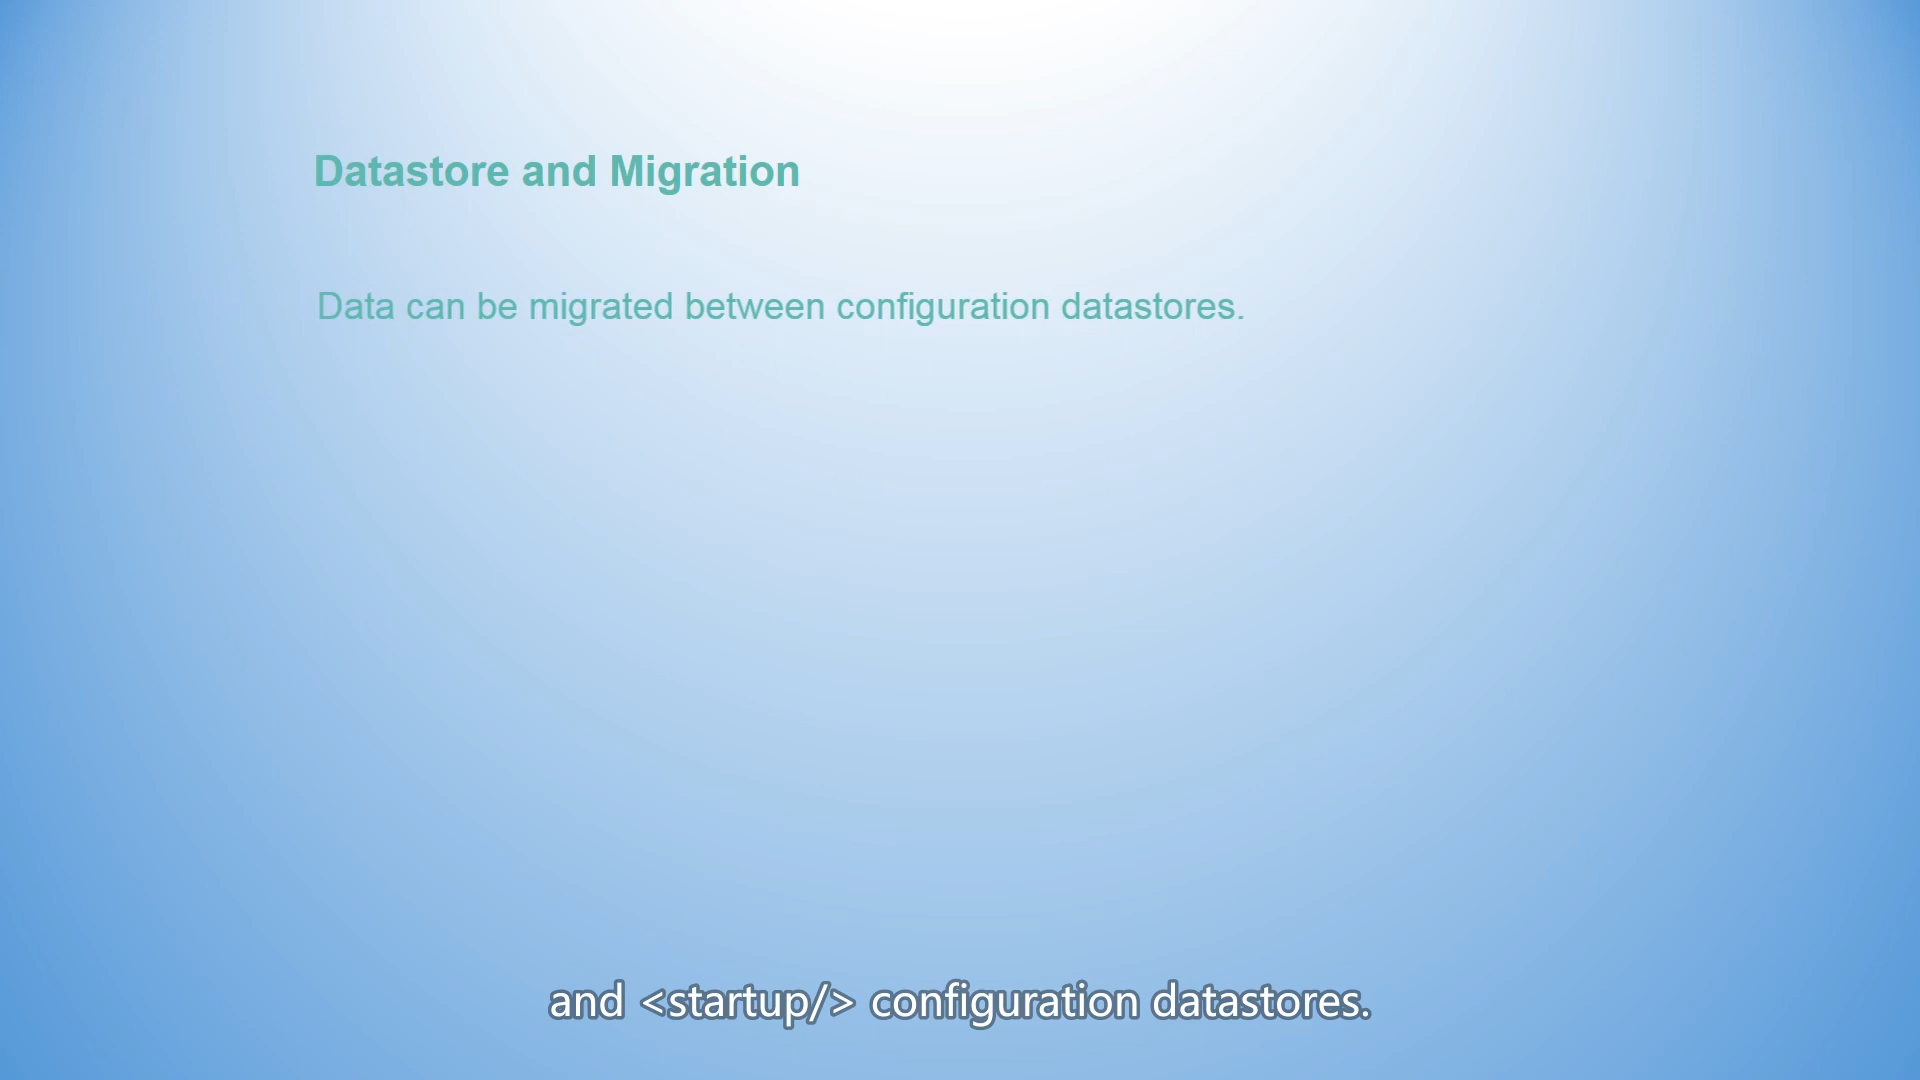 Datastore and Migration
Data can be migrated between configuration datastores.
and <startup/> configuration datastores.